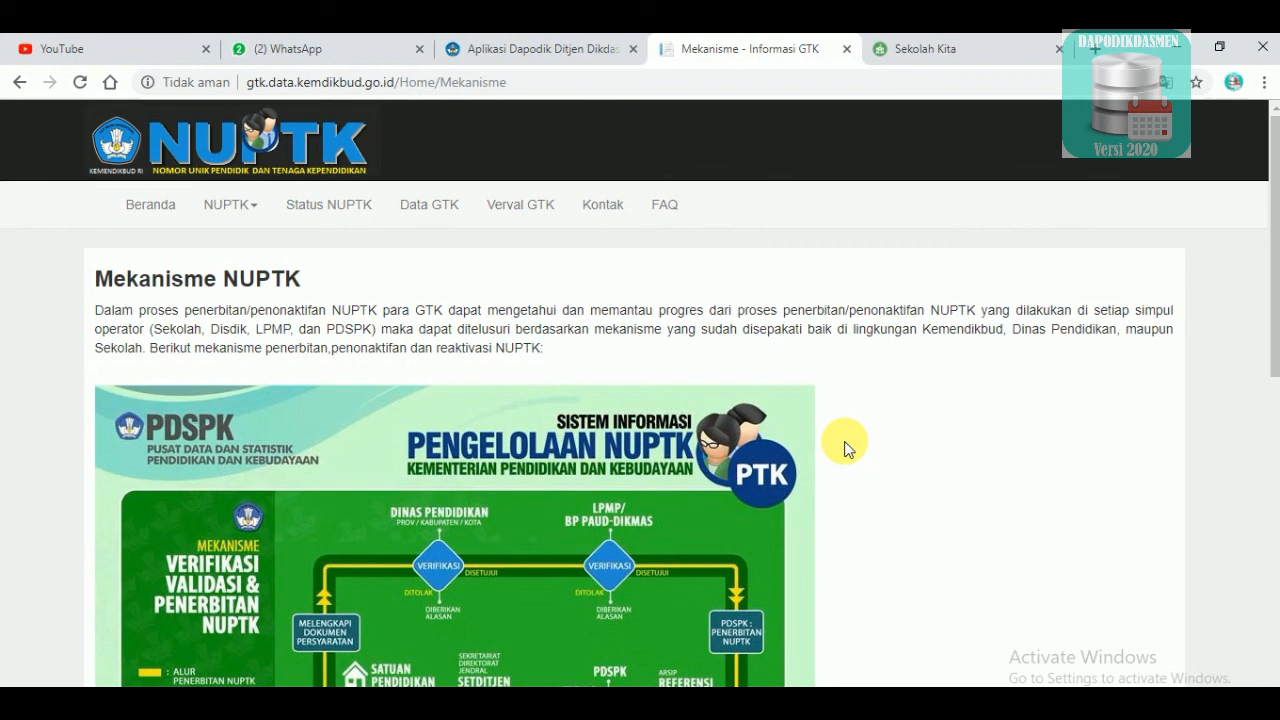 YouTube
(2) WhatsApp
Aplikasi Dapodik Ditjen Dikdas
Mekanisme - Informasi GTK
Sekolah Kita
DAPODIKDASMEN
Versi 2020
Tidak aman
gtk.data.kemdikbud.go.id/Home/Mekanisme
NUPTK
KEMENDIKBUD RI
NOMOR UNIK PENDIDIK DAN TENAGA KEPENDIDIKAN
Beranda
NUPTK
Status NUPTK
Data GTK
Verval GTK
Kontak
FAQ
Mekanisme NUPTK
Dalam proses penerbitan/penonaktifan NUPTK para GTK dapat mengetahui dan memantau progres dari proses penerbitan/penonaktifan NUPTK yang dilakukan di setiap simpul
operator (Sekolah, Disdik, LPMP, dan PDSPK) maka dapat ditelusuri berdasarkan mekanisme yang sudah disepakati baik di lingkungan Kemendikbud, Dinas Pendidikan, maupun
Sekolah. Berikut mekanisme penerbitan,penonaktifan dan reaktivasi NUPTK:
PDSPK
PUSAT DATA DAN STATISTIK
PENDIDIKAN DAN KEBUDAYAAN
SISTEM INFORMASI
PENGELOLAAN NUPTK
KEMENTERIAN PENDIDIKAN DAN KEBUDAYAAN
PTK
MEKANISME
VERIFIKASI
VALIDASI &
PENERBITAN
NUPTK
: ALUR
PENERBITAN NUPTK
DINAS PENDIDIKAN
PROV / KABUPATEN / KOTA
VERIFIKASI
DISETUJUI
DITOLAK
DIBERIKAN
ALASAN
LPMP/
BP PAUD-DIKMAS
VERIFIKASI
DISETUJUI
DITOLAK
DIBERIKAN
ALASAN
MELENGKAPI
DOKUMEN
PERSYARATAN
PDSPK :
PENERBITAN
NUPTK
SATUAN
PENDIDIKAN
SEKRETARIAT
DIREKTORAT
JENDRAL
SETDITJEN
PDSPK
ARSIP
REFERENSI
Activate Windows
Go to Settings to activate Windows.